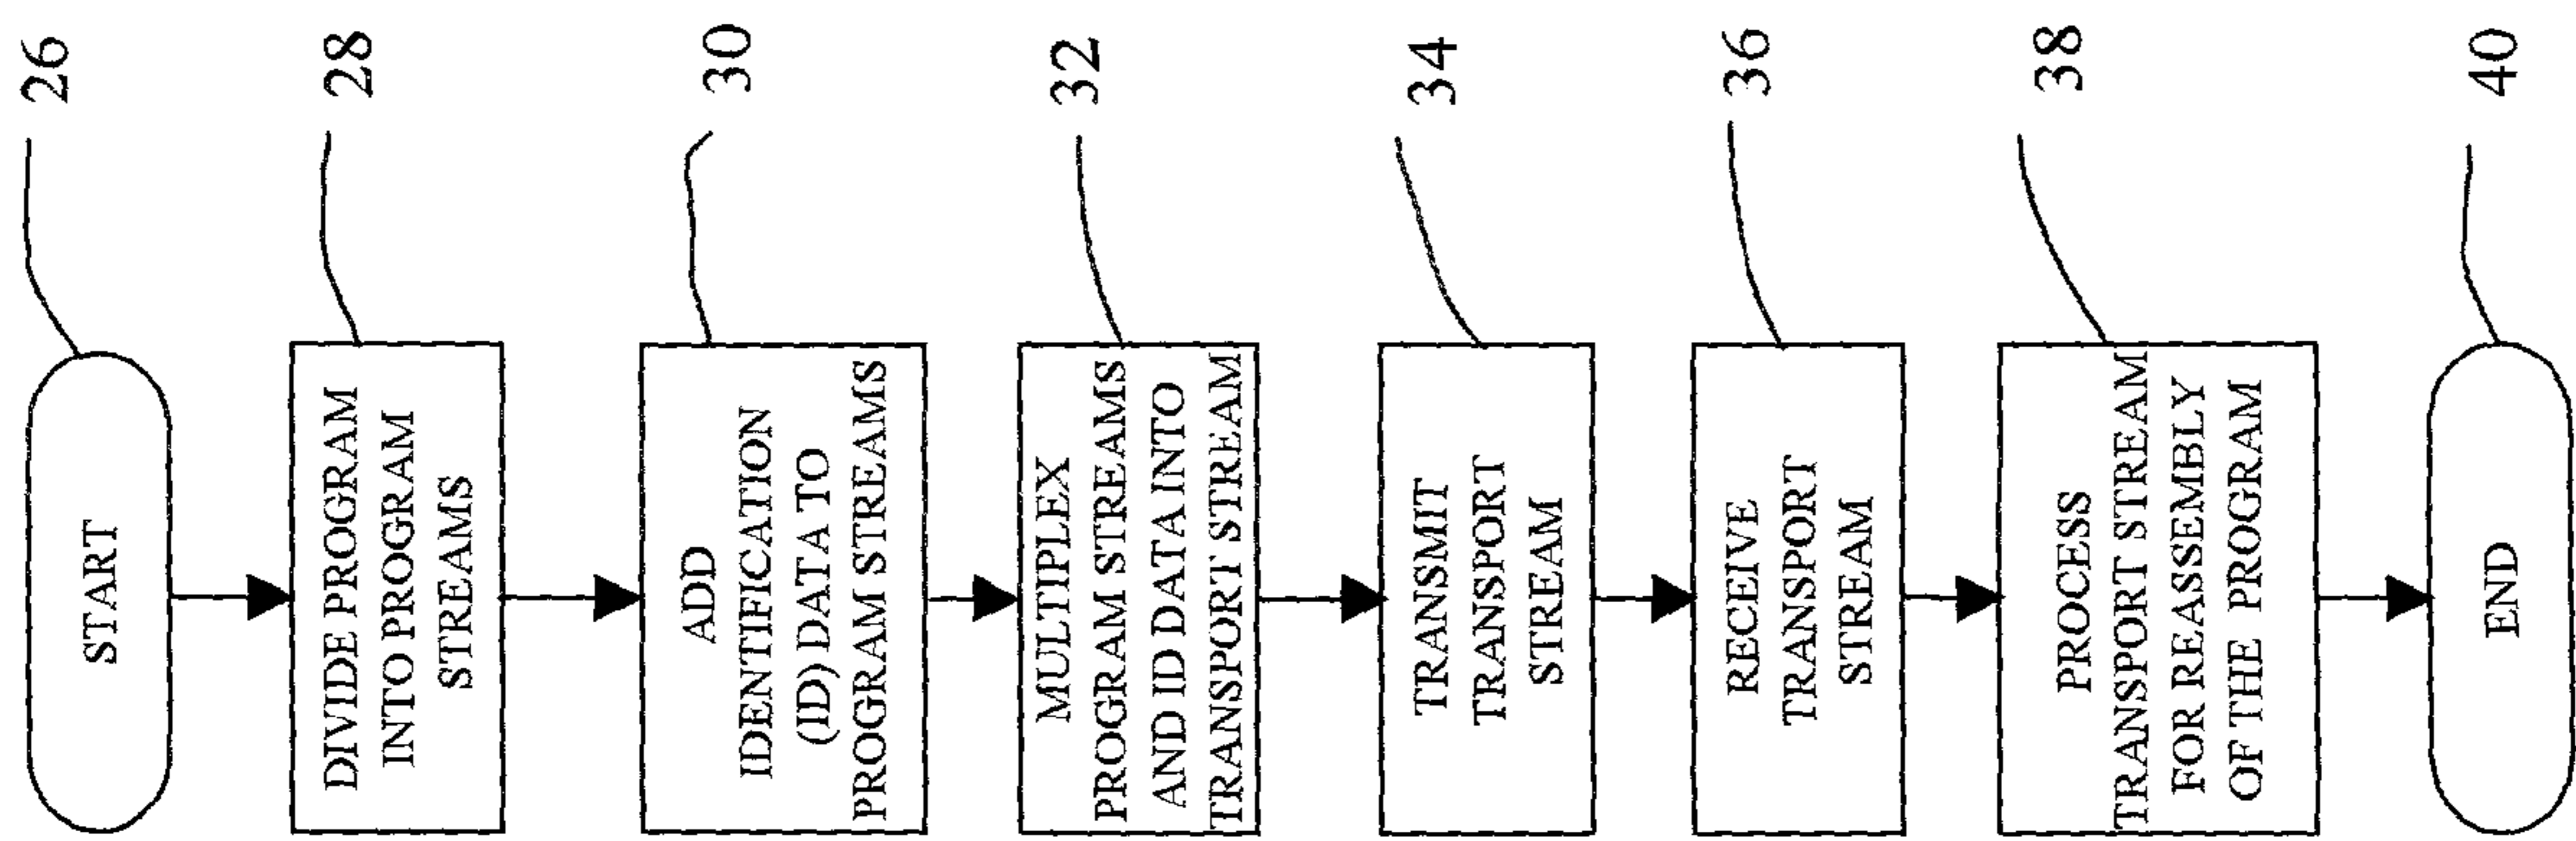 START
26
DIVIDE PROGRAM
INTO PROGRAM
STREAMS
28
ADD
IDENTIFICATION
(ID) DATA TO
PROGRAM STREAMS
30
MULTIPLEX
PROGRAM STREAMS
AND ID DATA INTO
TRANSPORT STREAM
32
TRANSMIT
TRANSPORT
STREAM
34
RECEIVE
TRANSPORT
STREAM
36
PROCESS
TRANSPORT STREAM
FOR REASSEMBLY
OF THE PROGRAM
38
END
40